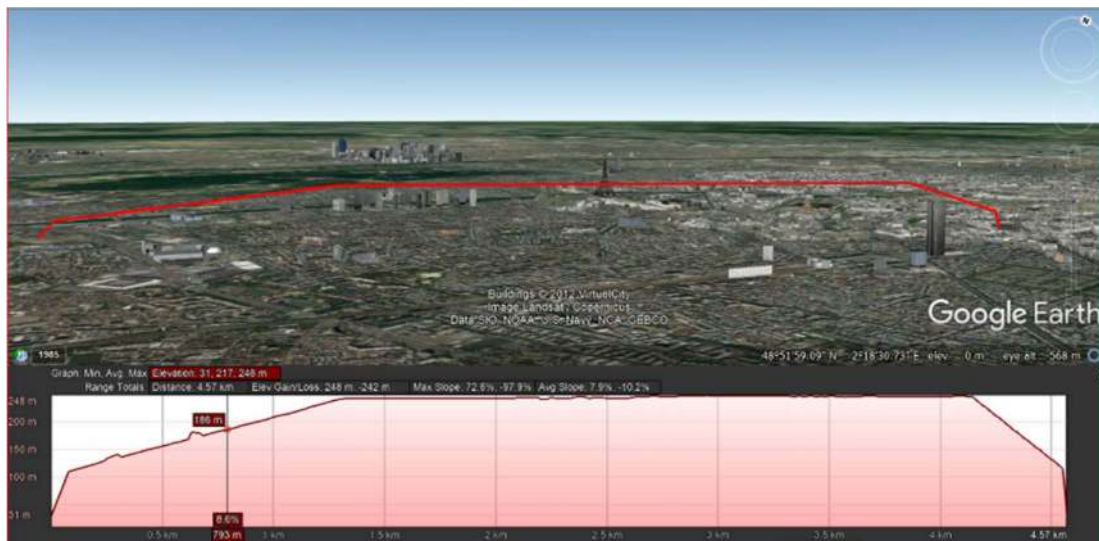 N
Buildings © 2012 VirtuelCity
Image Landsat / Copernicus
Data SIO, NOAA, U.S. Navy, NGA, GEBCO
Google Earth
1985
48°51'59.09" N 2°18'30.73" E elev 0 m eye alt 568 m
Graph: Min, Avg, Max Elevation: 31, 217, 248 m
Range Totals: Distance: 4.57 km Elev Gain/Loss: 248 m, -242 m Max Slope: 72.6%, -97.9% Avg Slope: 7.9%, -10.2%
248 m
200 m
150 m
100 m
31 m
186 m
8.6%
793 m
0.5 km 1 km 1.5 km 2 km 2.5 km 3 km 3.5 km 4 km 4.57 km